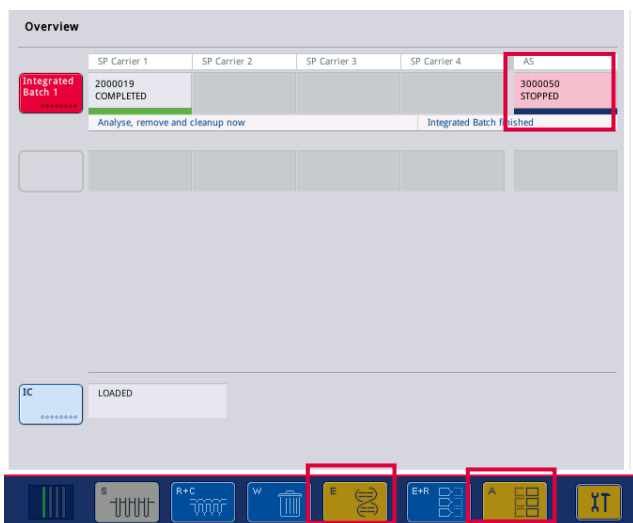 Overview
SP Carrier 1 SP Carrier 2 SP Carrier 3 SP Carrier 4 AS
Integrated
Batch 1
2000019
COMPLETED
3000050
STOPPED
Analyse, remove and cleanup now Integrated Batch finished
IC
LOADED
S R+C W E E+R A